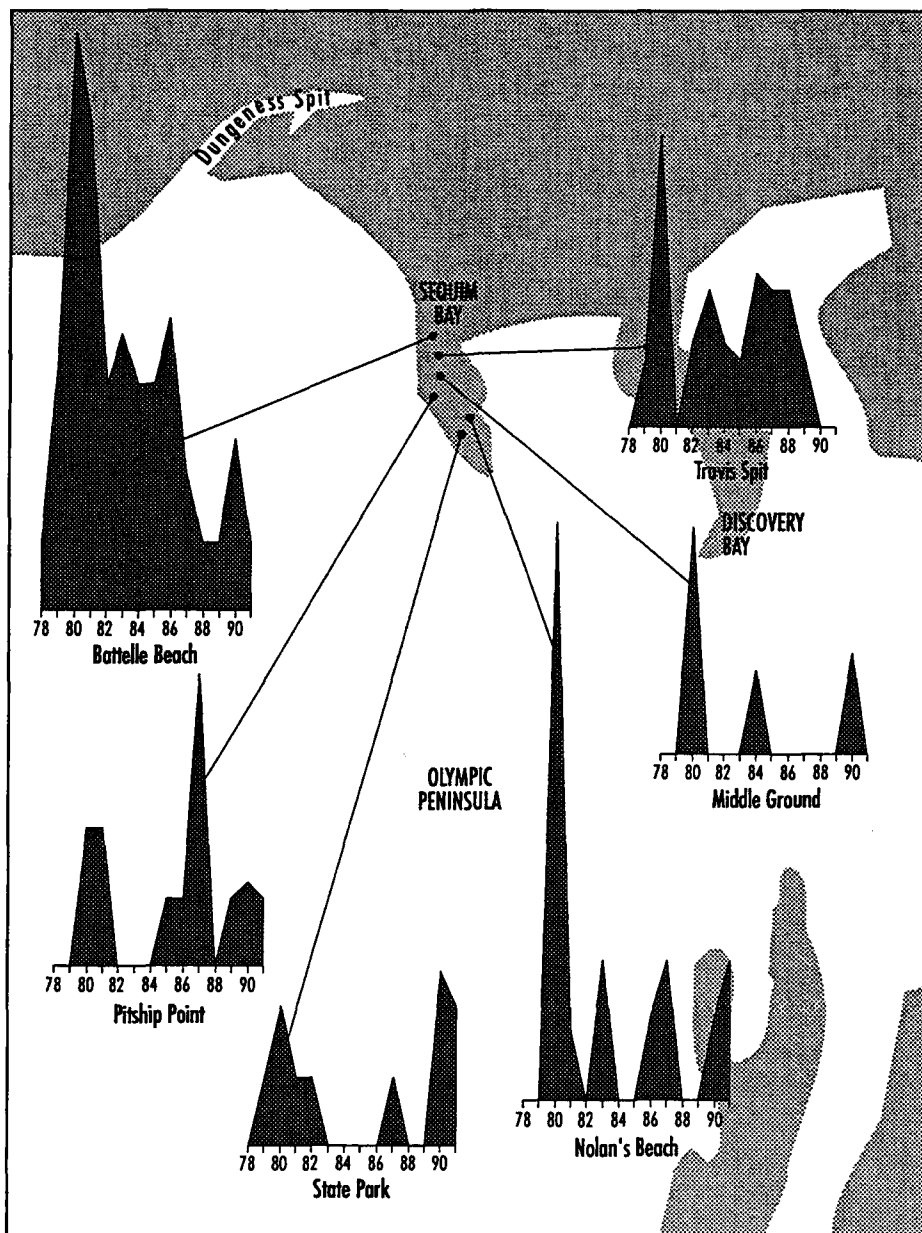 Dungeness Spit
SEQUIM
BAY
78 80 82 84 86 88 90
Travis Spit
DISCOVERY
BAY
78 80 82 84 86 88 90
Battelle Beach
78 80 82 84 86 88 90
Middle Ground
OLYMPIC
PENINSULA
78 80 82 84 86 88 90
Pitship Point
78 80 82 84 86 88 90
Nolan's Beach
78 80 82 84 86 88 90
State Park